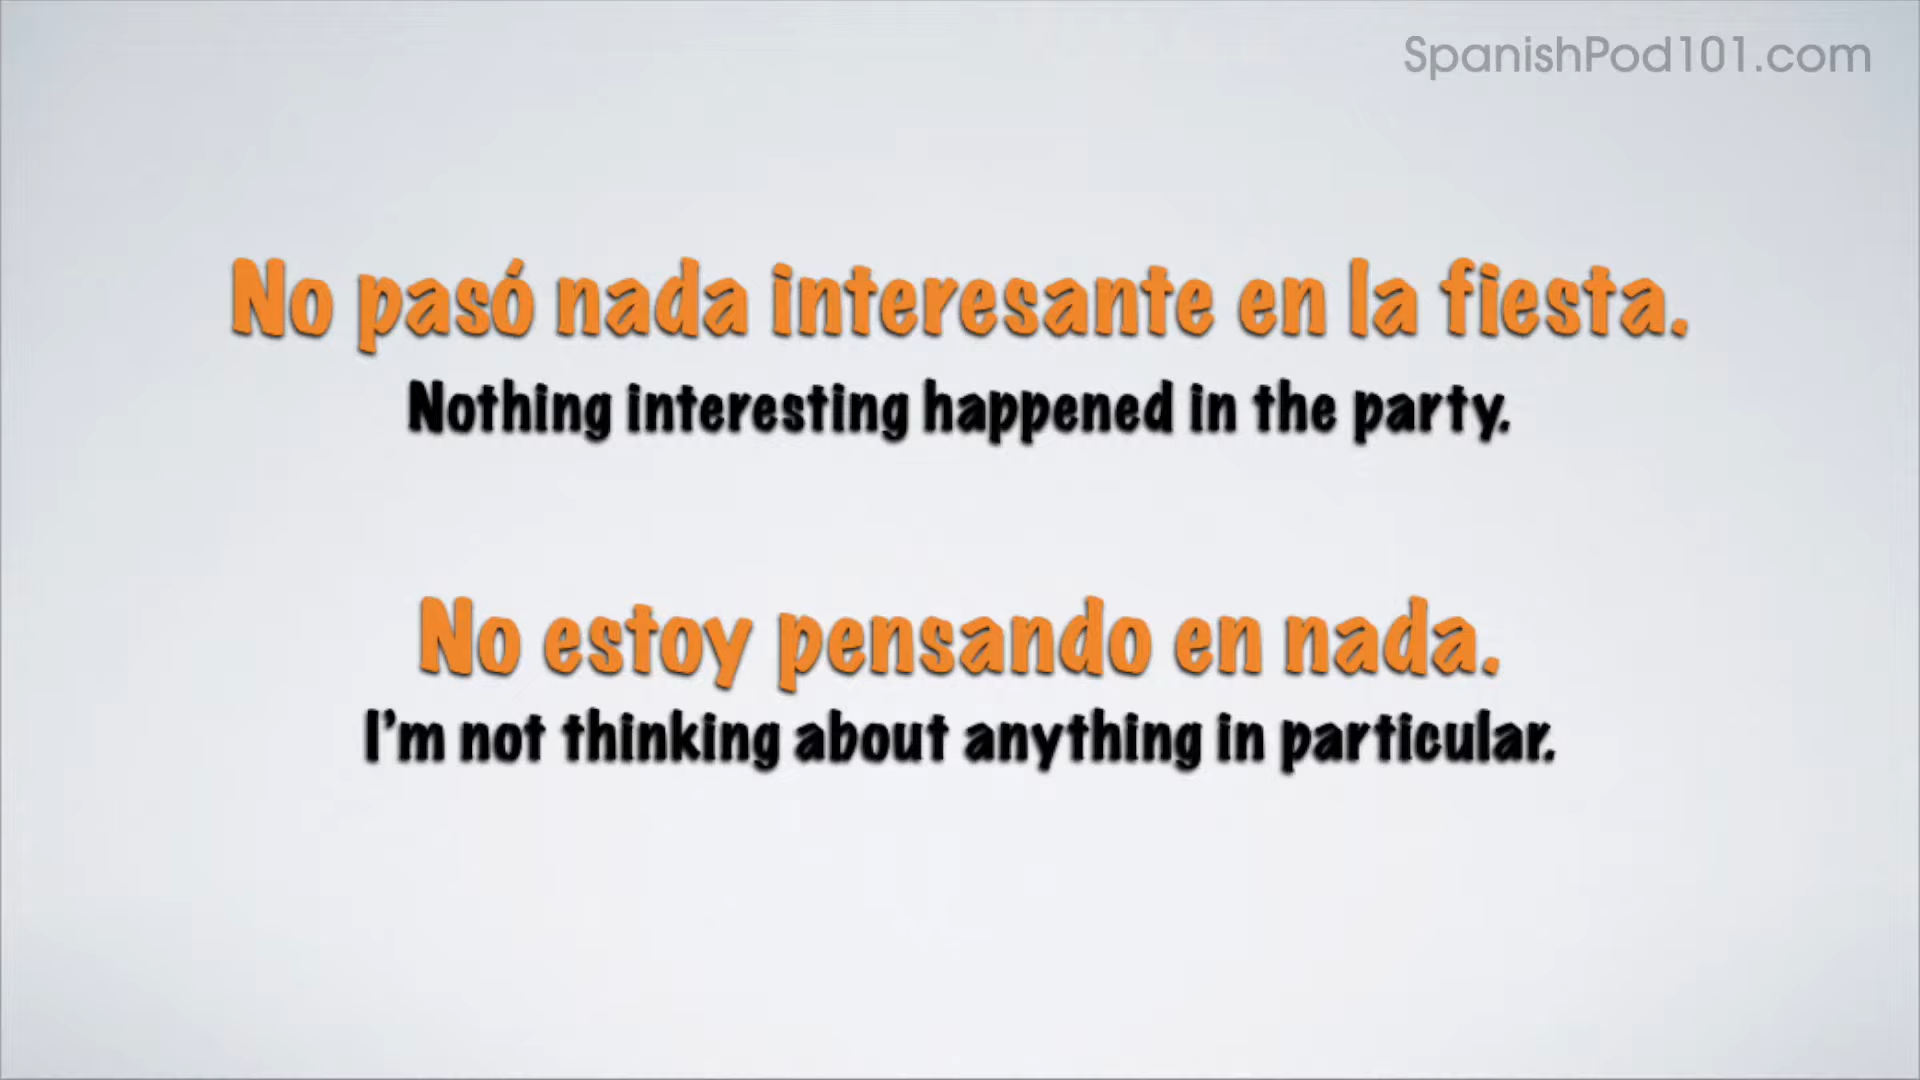 SpanishPod101.com
No pasó nada interesante en la fiesta.
Nothing interesting happened in the party.
No estoy pensando en nada.
I'm not thinking about anything in particular.